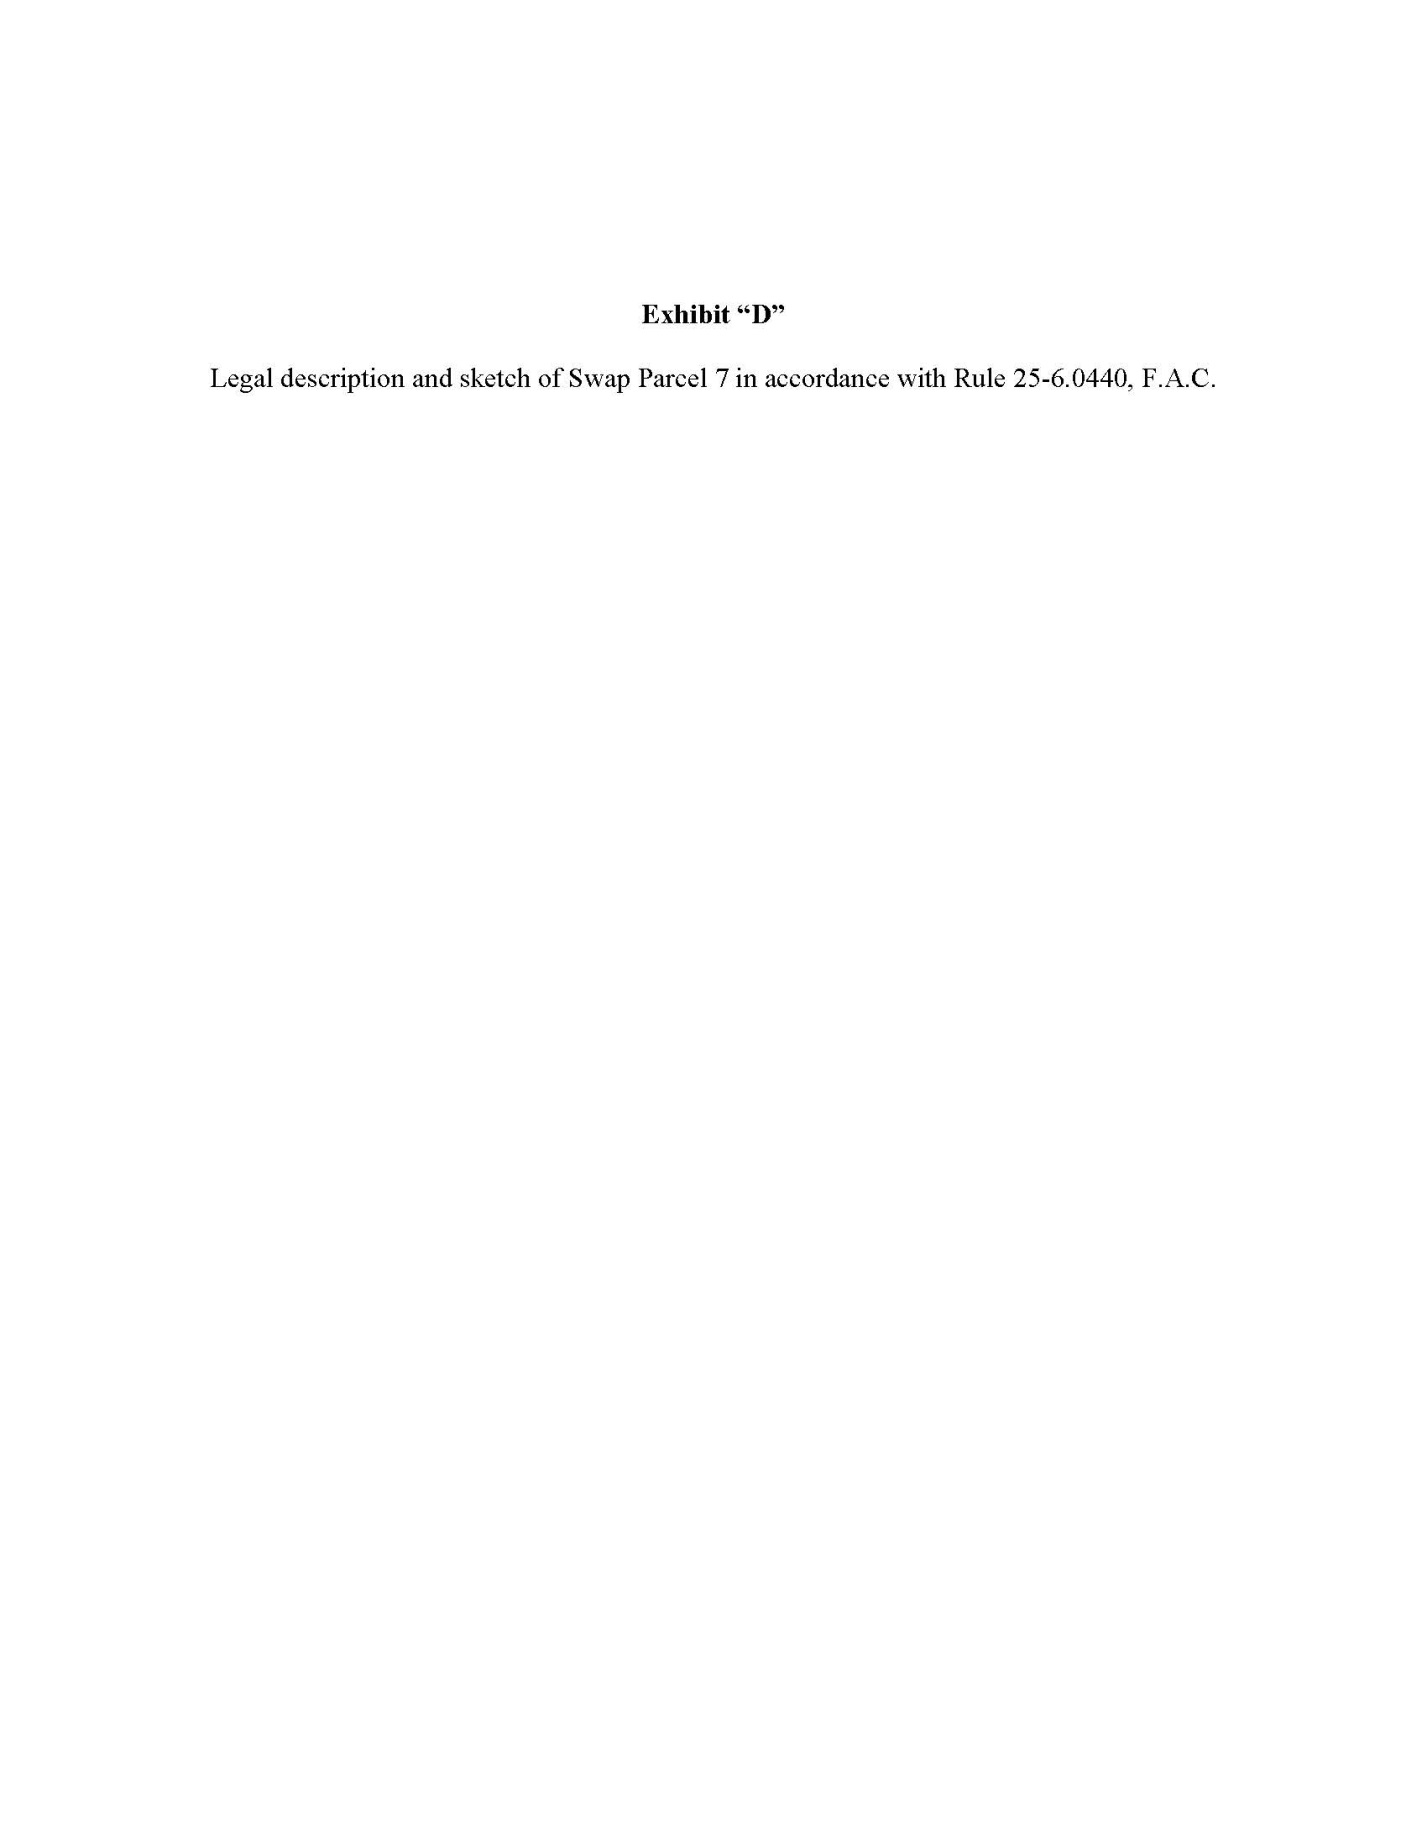 Exhibit “D”
Legal description and sketch of Swap Parcel 7 in accordance with Rule 25-6.0440, F.A.C.